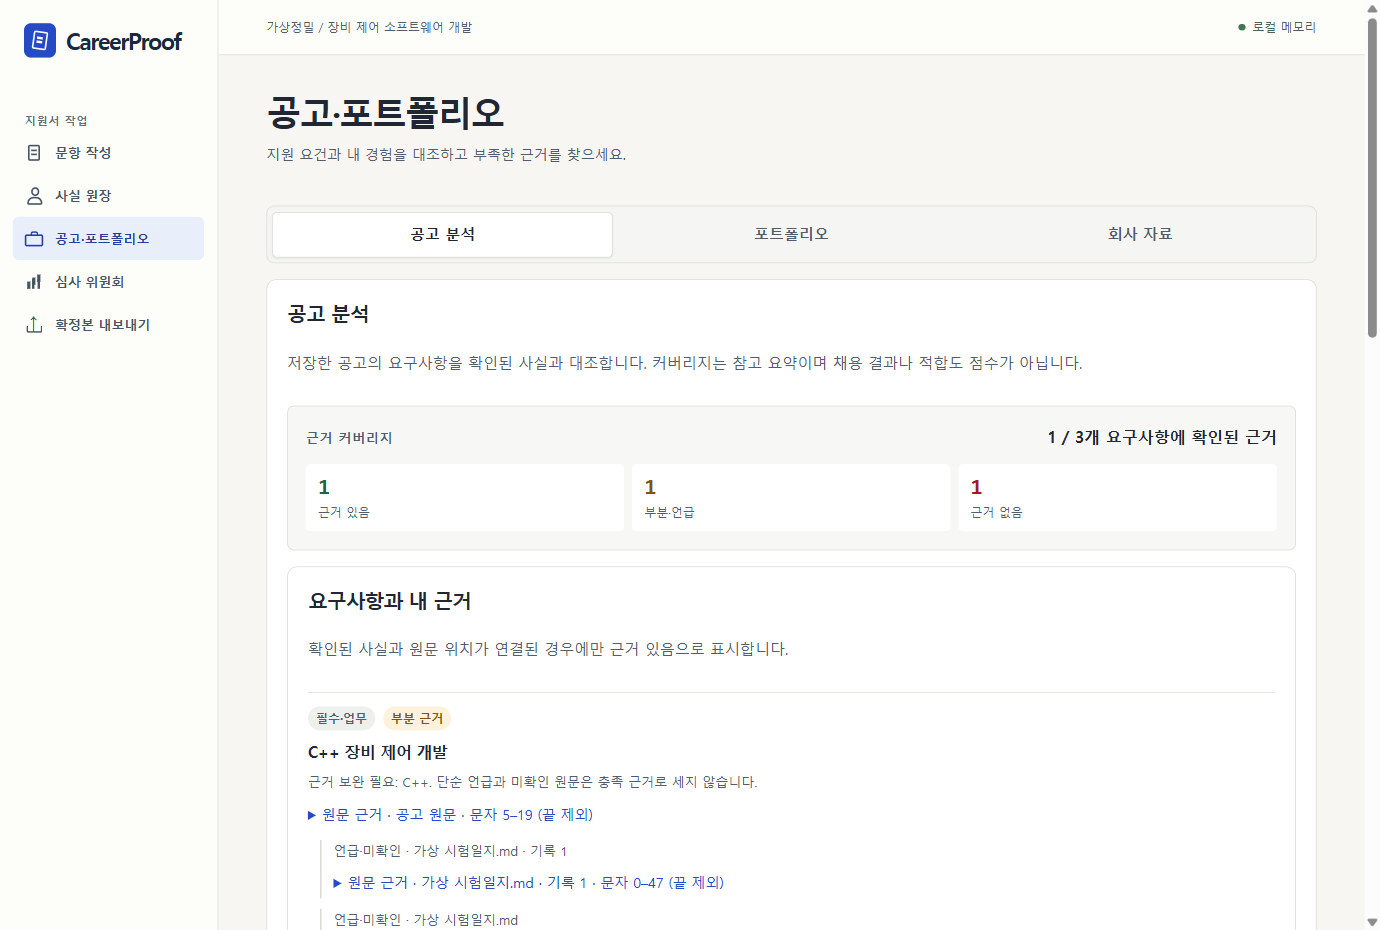 CareerProof
가상정밀 / 장비 제어 소프트웨어 개발
로컬 메모리
지원서 작업
문항 작성
사실 원장
공고·포트폴리오
심사 위원회
확정본 내보내기
공고·포트폴리오
지원 요건과 내 경험을 대조하고 부족한 근거를 찾으세요.
공고 분석
포트폴리오
회사 자료
공고 분석
저장한 공고의 요구사항을 확인된 사실과 대조합니다. 커버리지는 참고 요약이며 채용 결과나 적합도 점수가 아닙니다.
근거 커버리지
1 / 3개 요구사항에 확인된 근거
1
근거 있음
1
부분·언급
1
근거 없음
요구사항과 내 근거
확인된 사실과 원문 위치가 연결된 경우에만 근거 있음으로 표시합니다.
필수·업무
부분 근거
C++ 장비 제어 개발
근거 보완 필요: C++. 단순 언급과 미확인 원문은 충족 근거로 세지 않습니다.
▶ 원문 근거 · 공고 원문 · 문자 5–19 (끝 제외)
언급·미확인 · 가상 시험일지.md · 기록 1
▶ 원문 근거 · 가상 시험일지.md · 기록 1 · 문자 0–47 (끝 제외)
언급·미확인 · 가상 시험일지.md